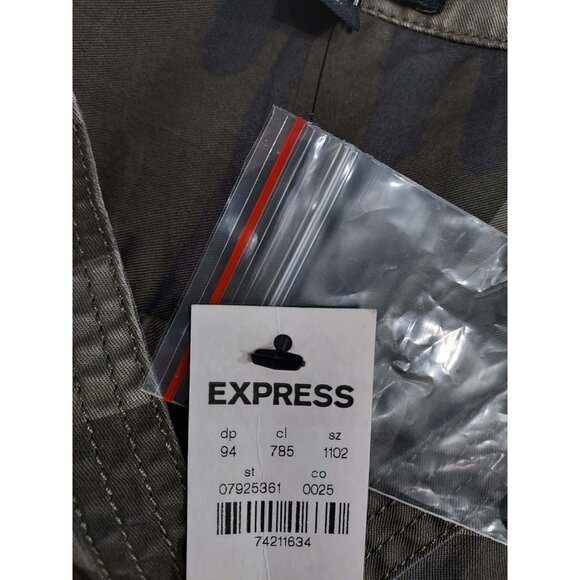 EXPRESS
dp cl sz
94 785 1102
st co
07925361 0025
74211634